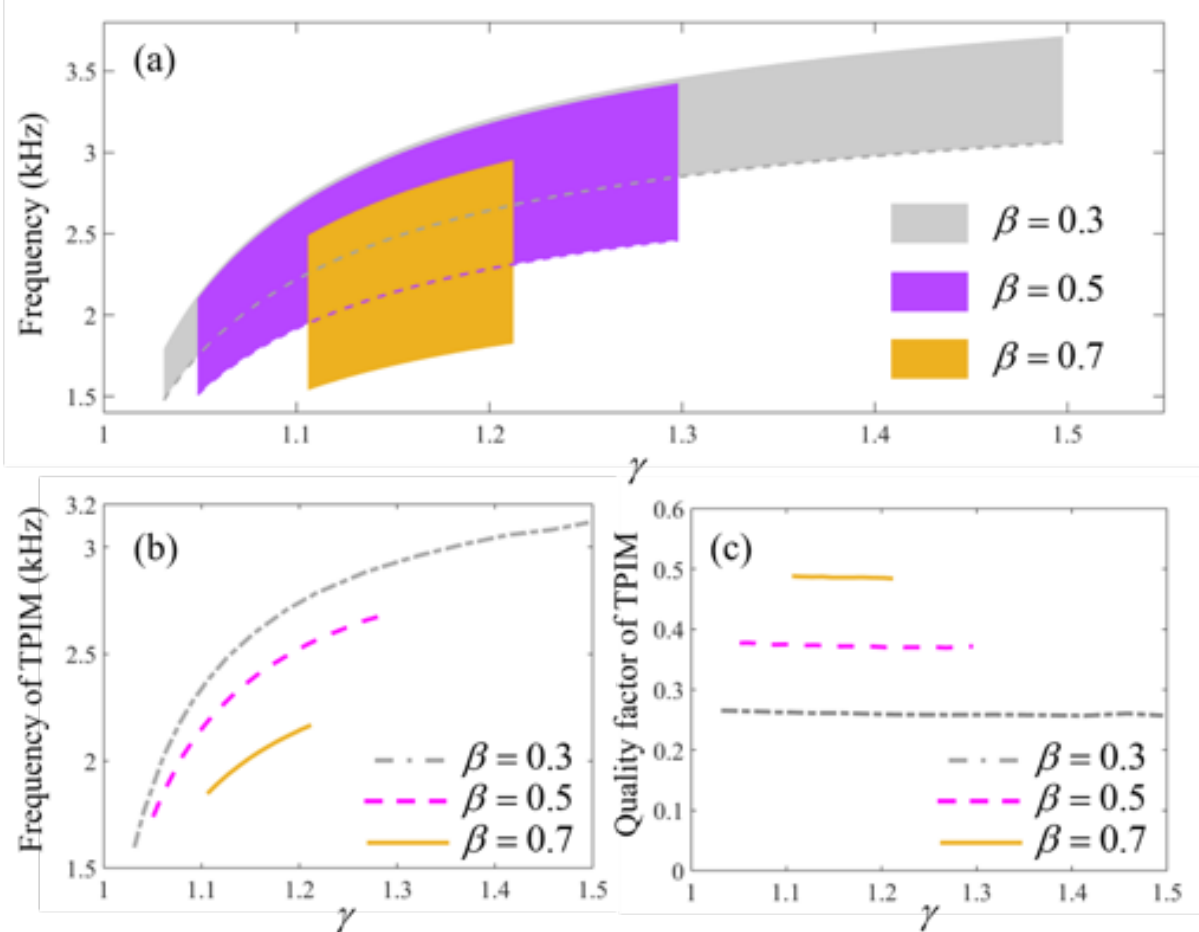 (a)
Frequency (kHz)
3.5
3
2.5
2
1.5
1
1.1
1.2
1.3
1.4
1.5
γ
β = 0.3
β = 0.5
β = 0.7
(b)
Frequency of TPIM (kHz)
3.2
3
2.5
2
1.5
1
1.1
1.2
1.3
1.4
1.5
γ
β = 0.3
β = 0.5
β = 0.7
(c)
Quality factor of TPIM
0.6
0.5
0.4
0.3
0.2
0.1
0
1
1.1
1.2
1.3
1.4
1.5
γ
β = 0.3
β = 0.5
β = 0.7